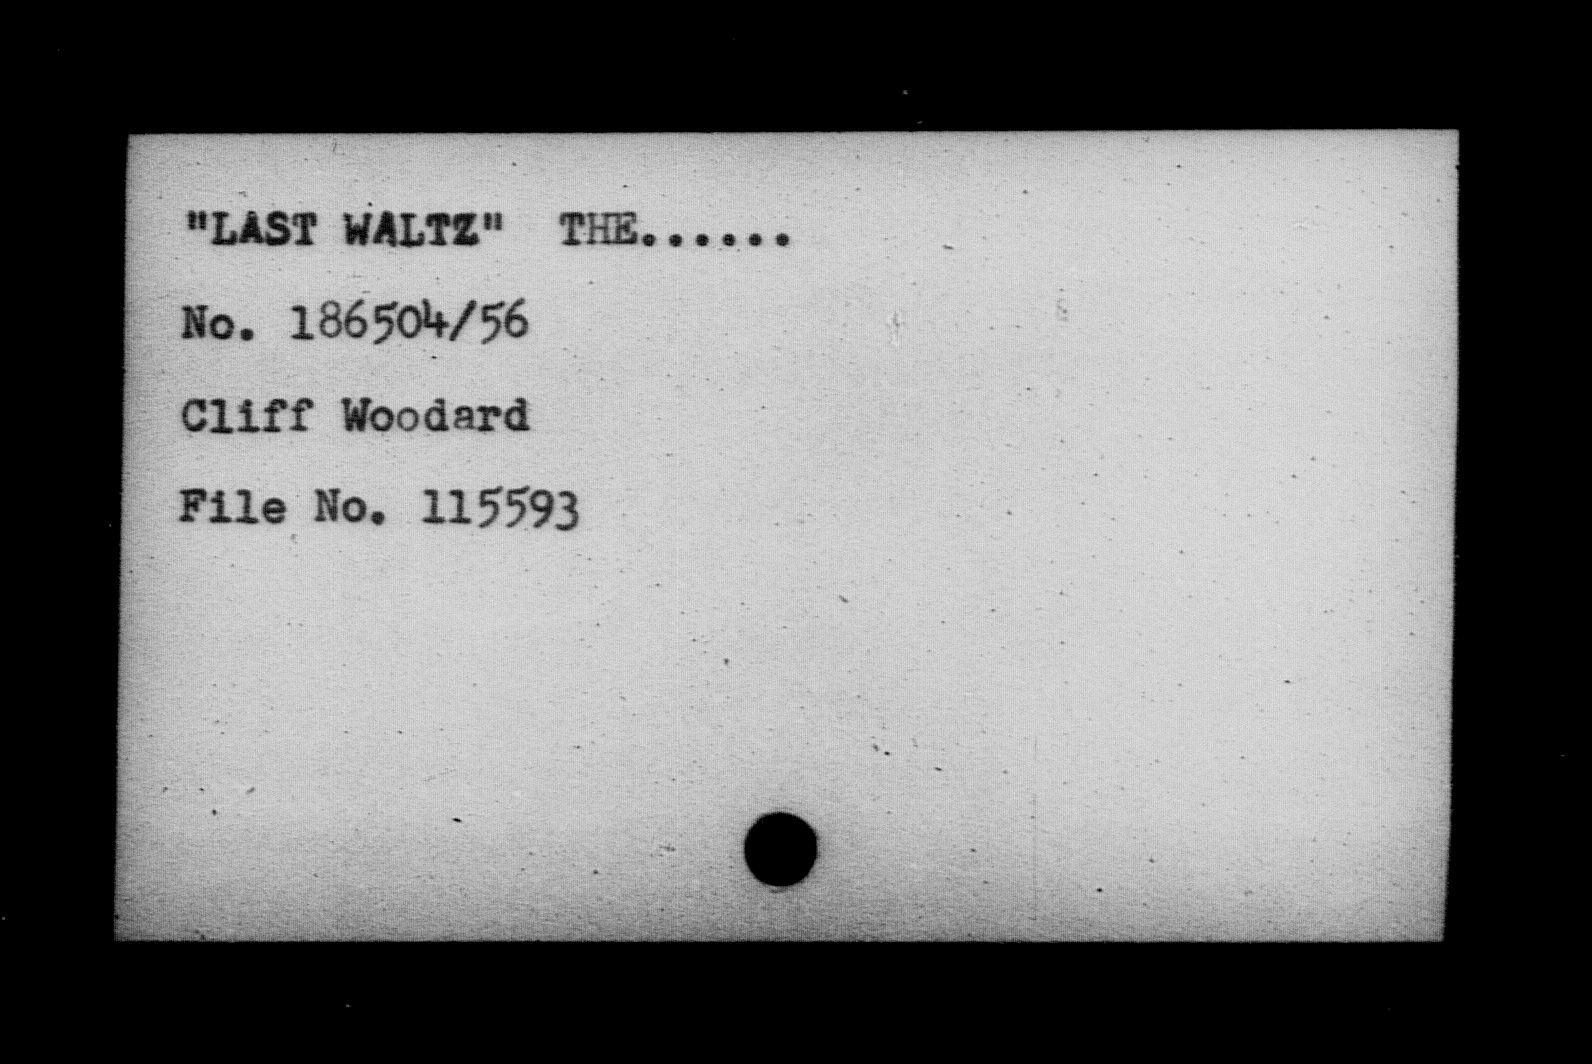 "LAST WALTZ" THE......
No. 186504/56
Cliff Woodard
File No. 115593